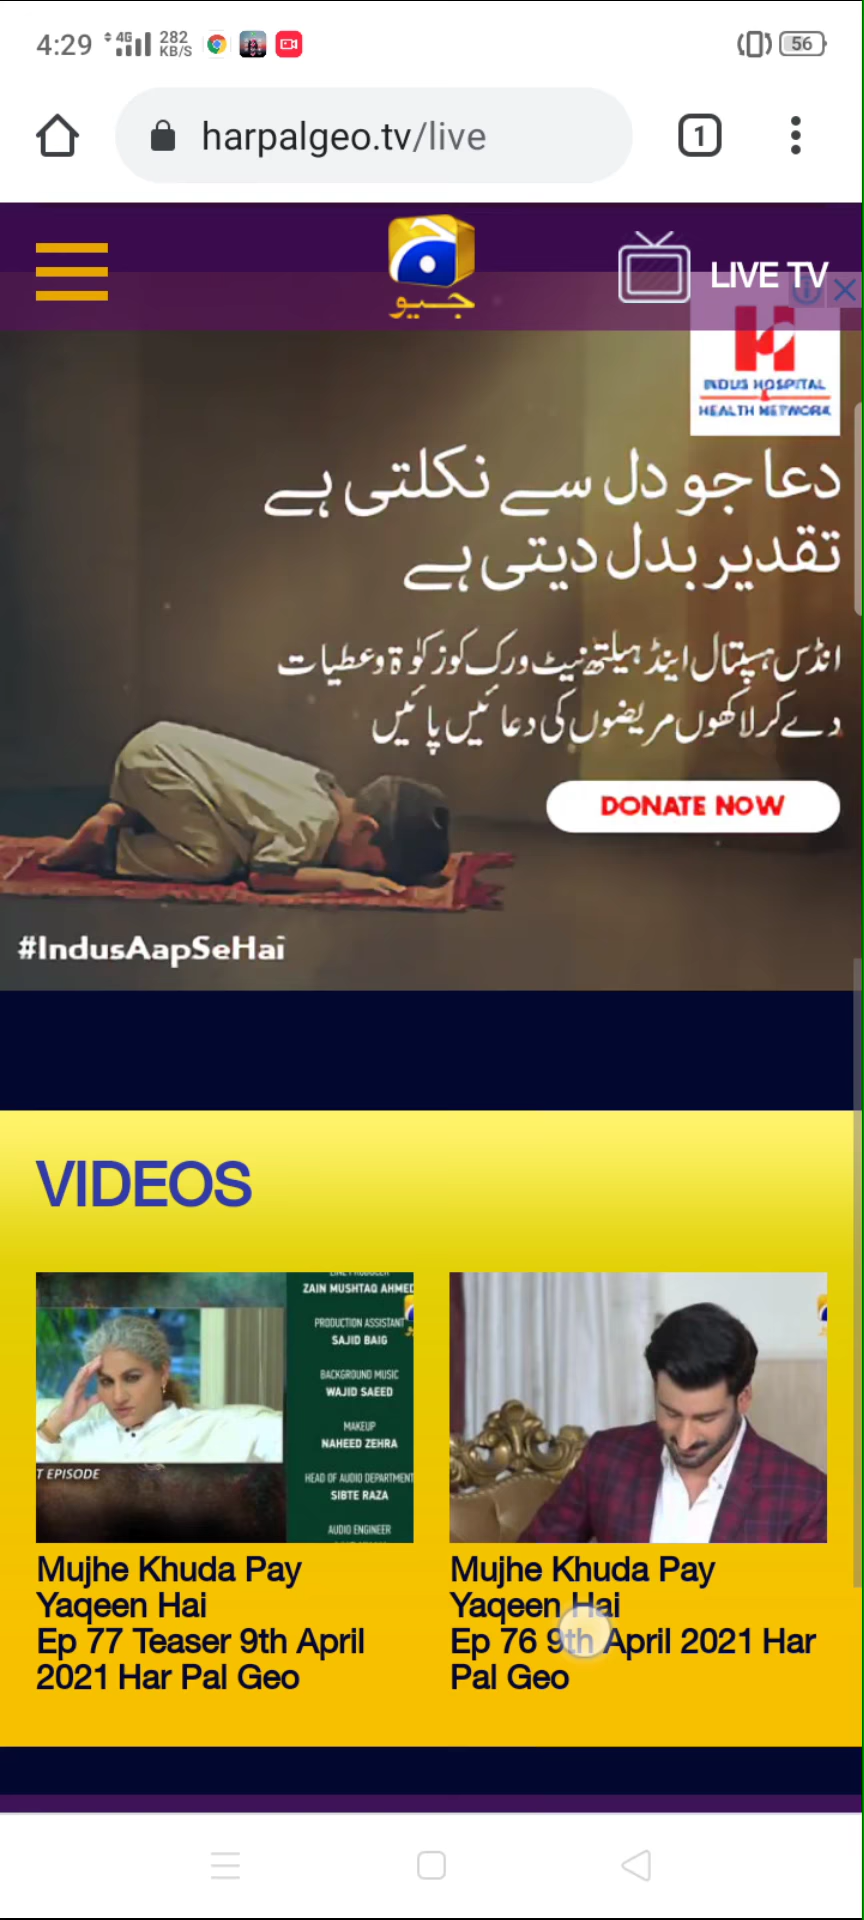 4:29
4G
282
KB/S
56
harpalgeo.tv/live
1
جیو
LIVE TV
INDUS HOSPITAL
&
HEALTH NETWORK
دعا جو دل سے نکلتی ہے
تقدیر بدل دیتی ہے
انڈس ہسپتال اینڈ ہیلتھ نیٹ ورک کو زکوٰۃ و عطیات
دے کر لاکھوں مریضوں کی دعائیں پائیں
DONATE NOW
#IndusAapSeHai
VIDEOS
ZAIN MUSHTAQ AHMED
PRODUCTION ASSISTANT
SAJID BAIG
BACKGROUND MUSIC
WAJID SAEED
MAKEUP
NAHEED ZEHRA
HEAD OF AUDIO DEPARTMENT
SIBTE RAZA
AUDIO ENGINEER
T EPISODE
Mujhe Khuda Pay
Yaqeen Hai
Ep 77 Teaser 9th April
2021 Har Pal Geo
Mujhe Khuda Pay
Yaqeen Hai
Ep 76 9th April 2021 Har
Pal Geo